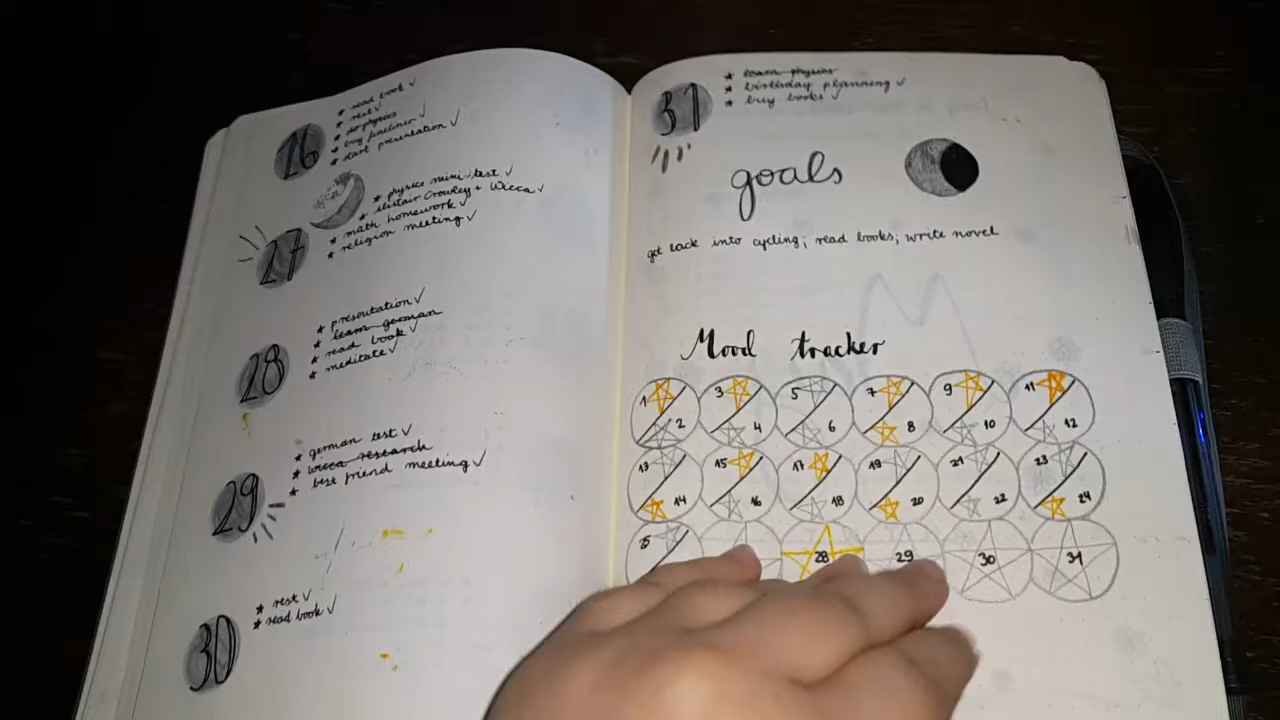 26
★ read book ✓
★ rest ✓
★ do physics
★ buy fineliner ✓
★ start presentation ✓
27
★ physics mini-test ✓
★ alistair Crowley + Wicca ✓
★ math homework ✓
★ religion meeting ✓
28
★ presentation ✓
★ learn german
★ read book ✓
★ meditate ✓
29
★ german test ✓
★ wicca research
★ best friend meeting ✓
30
★ rest ✓
★ read book ✓
31
★ learn physics
★ birthday planning ✓
★ buy books ✓
goals
get back into cycling; read books; write novel
Mood tracker
1 2 3 4 5 6 7 8 9 10 11 12
13 14 15 16 17 18 19 20 21 22 23 24
25 28 29 30 31